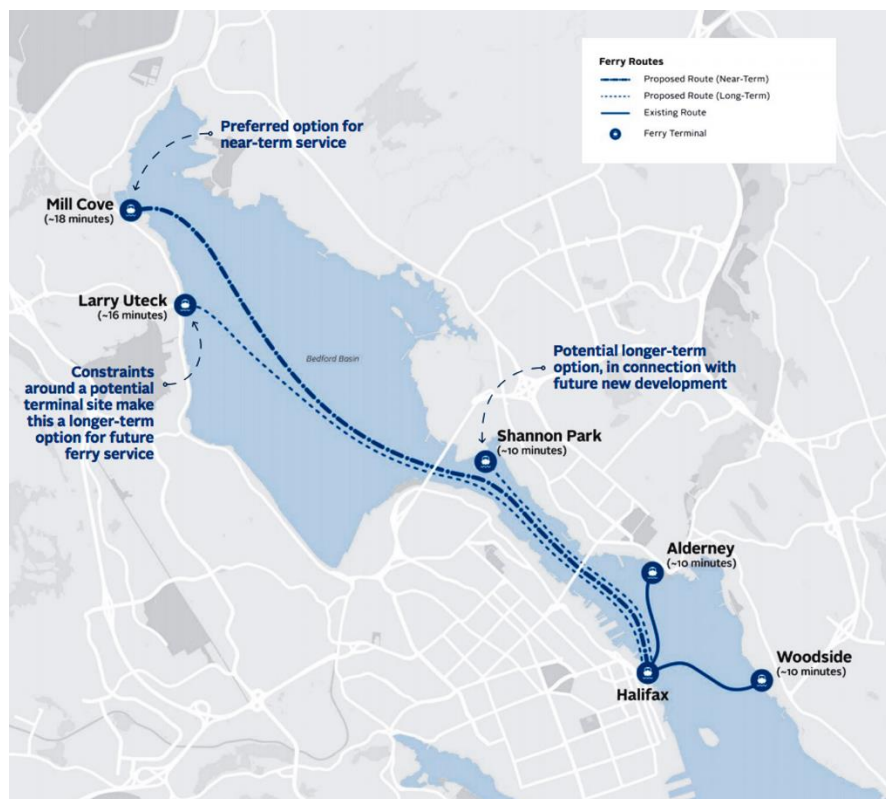 Ferry Routes
Proposed Route (Near-Term)
Proposed Route (Long-Term)
Existing Route
Ferry Terminal
Preferred option for
near-term service
Mill Cove
(~18 minutes)
Larry Uteck
(~16 minutes)
Bedford Basin
Constraints
around a potential
terminal site make
this a longer-term
option for future
ferry service
Potential longer-term
option, in connection with
future new development
Shannon Park
(~10 minutes)
Alderney
(~10 minutes)
Woodside
(~10 minutes)
Halifax